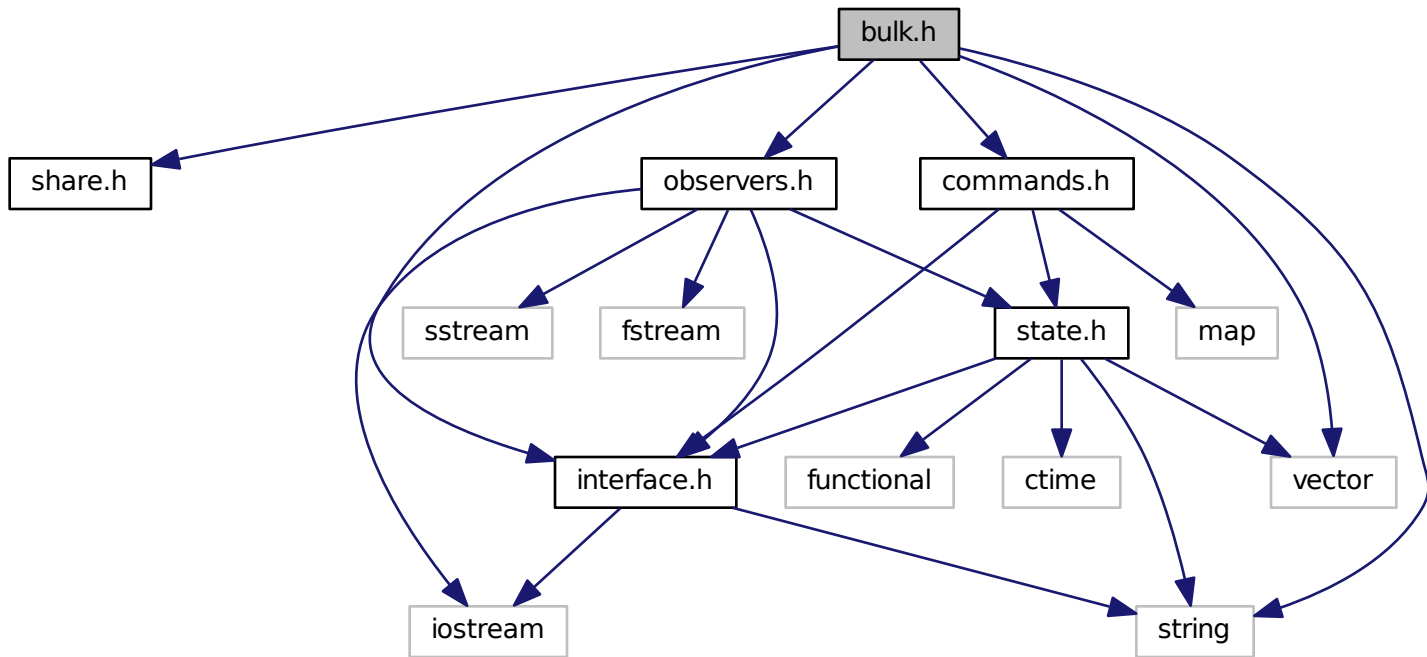 bulk.h
share.h
observers.h
commands.h
sstream
fstream
state.h
map
interface.h
functional
ctime
vector
iostream
string